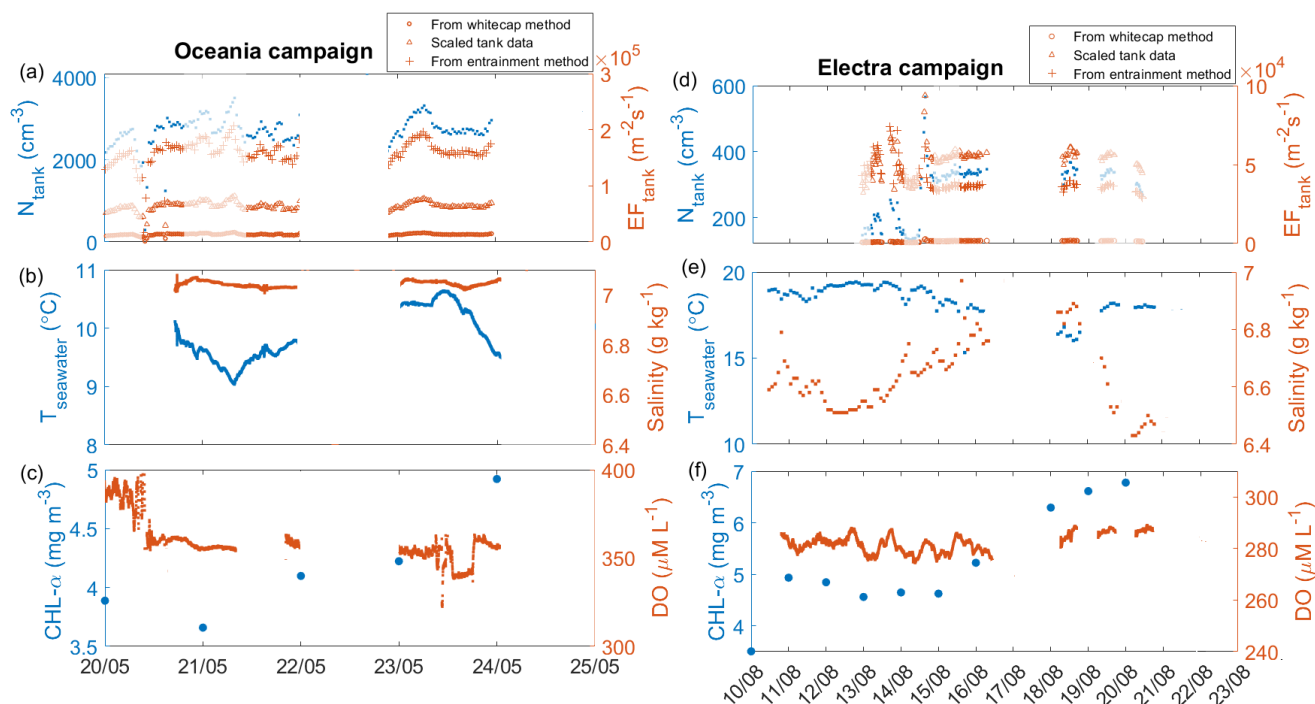 Oceania campaign
From whitecap method
Scaled tank data
From entrainment method
×10⁵
(a)
4000
2000
0
N_tank (cm⁻³)
3
2
1
0
EF_tank (m⁻²s⁻¹)
(b)
11
10
9
8
T_seawater (°C)
7
6.8
6.6
6.4
Salinity (g kg⁻¹)
(c)
5
4.5
4
3.5
CHL-α (mg m⁻³)
400
350
300
DO (μM L⁻¹)
20/05 21/05 22/05 23/05 24/05 25/05
Electra campaign
From whitecap method
Scaled tank data
From entrainment method
×10⁴
(d)
600
400
200
N_tank (cm⁻³)
10
5
0
EF_tank (m⁻²s⁻¹)
(e)
20
15
10
T_seawater (°C)
7
6.8
6.6
6.4
Salinity (g kg⁻¹)
(f)
7
6
5
4
CHL-α (mg m⁻³)
300
280
260
240
DO (μM L⁻¹)
10/08 11/08 12/08 13/08 14/08 15/08 16/08 18/08 19/08 20/08 21/08 22/08 23/08